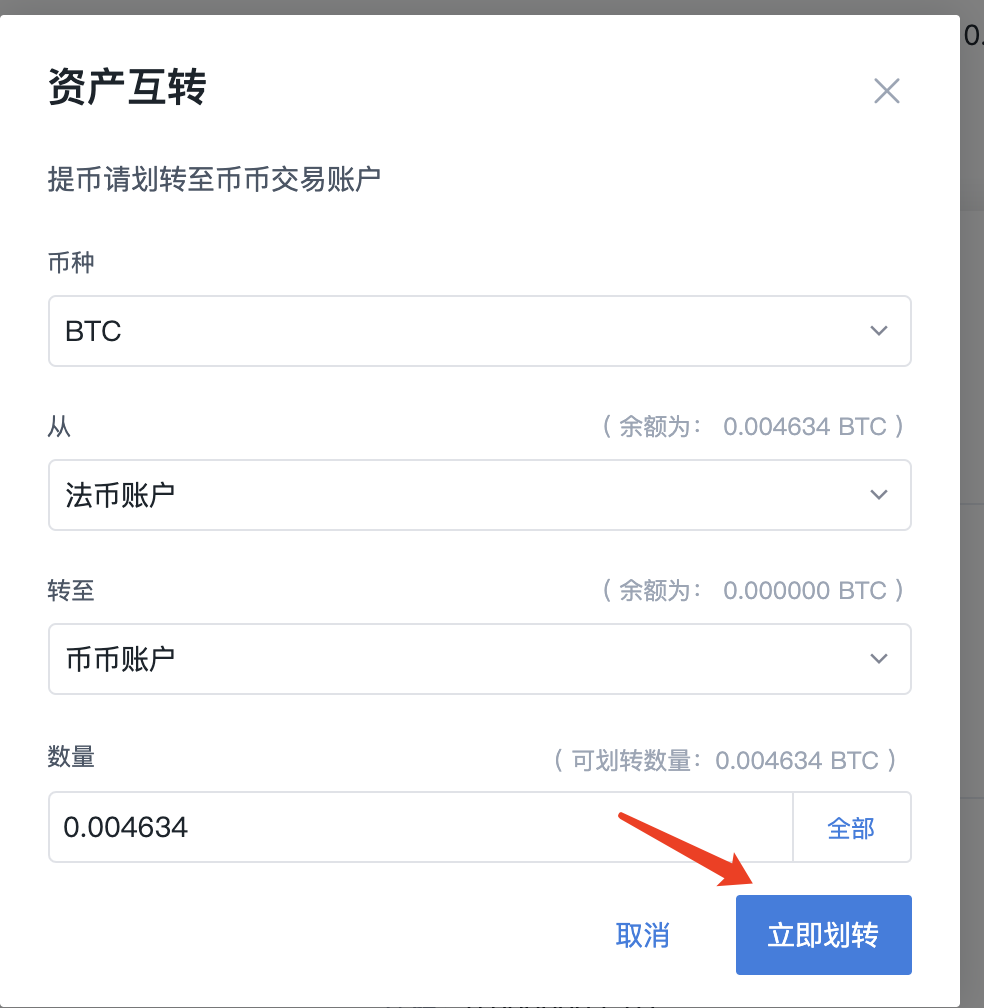 资产互转
提币请划转至币币交易账户
币种
BTC
从 （ 余额为： 0.004634 BTC ）
法币账户
转至 （ 余额为： 0.000000 BTC ）
币币账户
数量 （ 可划转数量：0.004634 BTC ）
0.004634 全部
取消 立即划转